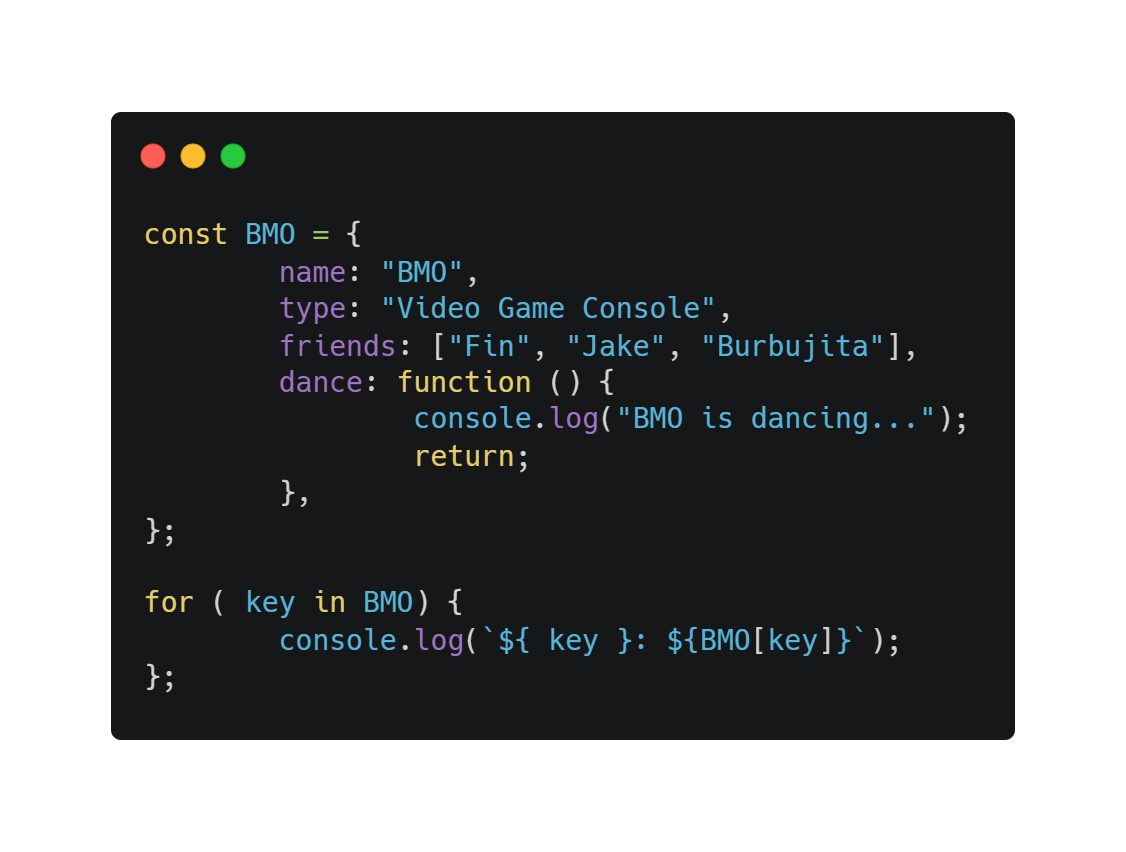 const BMO = {
        name: "BMO",
        type: "Video Game Console",
        friends: ["Fin", "Jake", "Burbujita"],
        dance: function () {
                console.log("BMO is dancing...");
                return;
        },
};

for ( key in BMO) {
        console.log(`${ key }: ${BMO[key]}`);
};